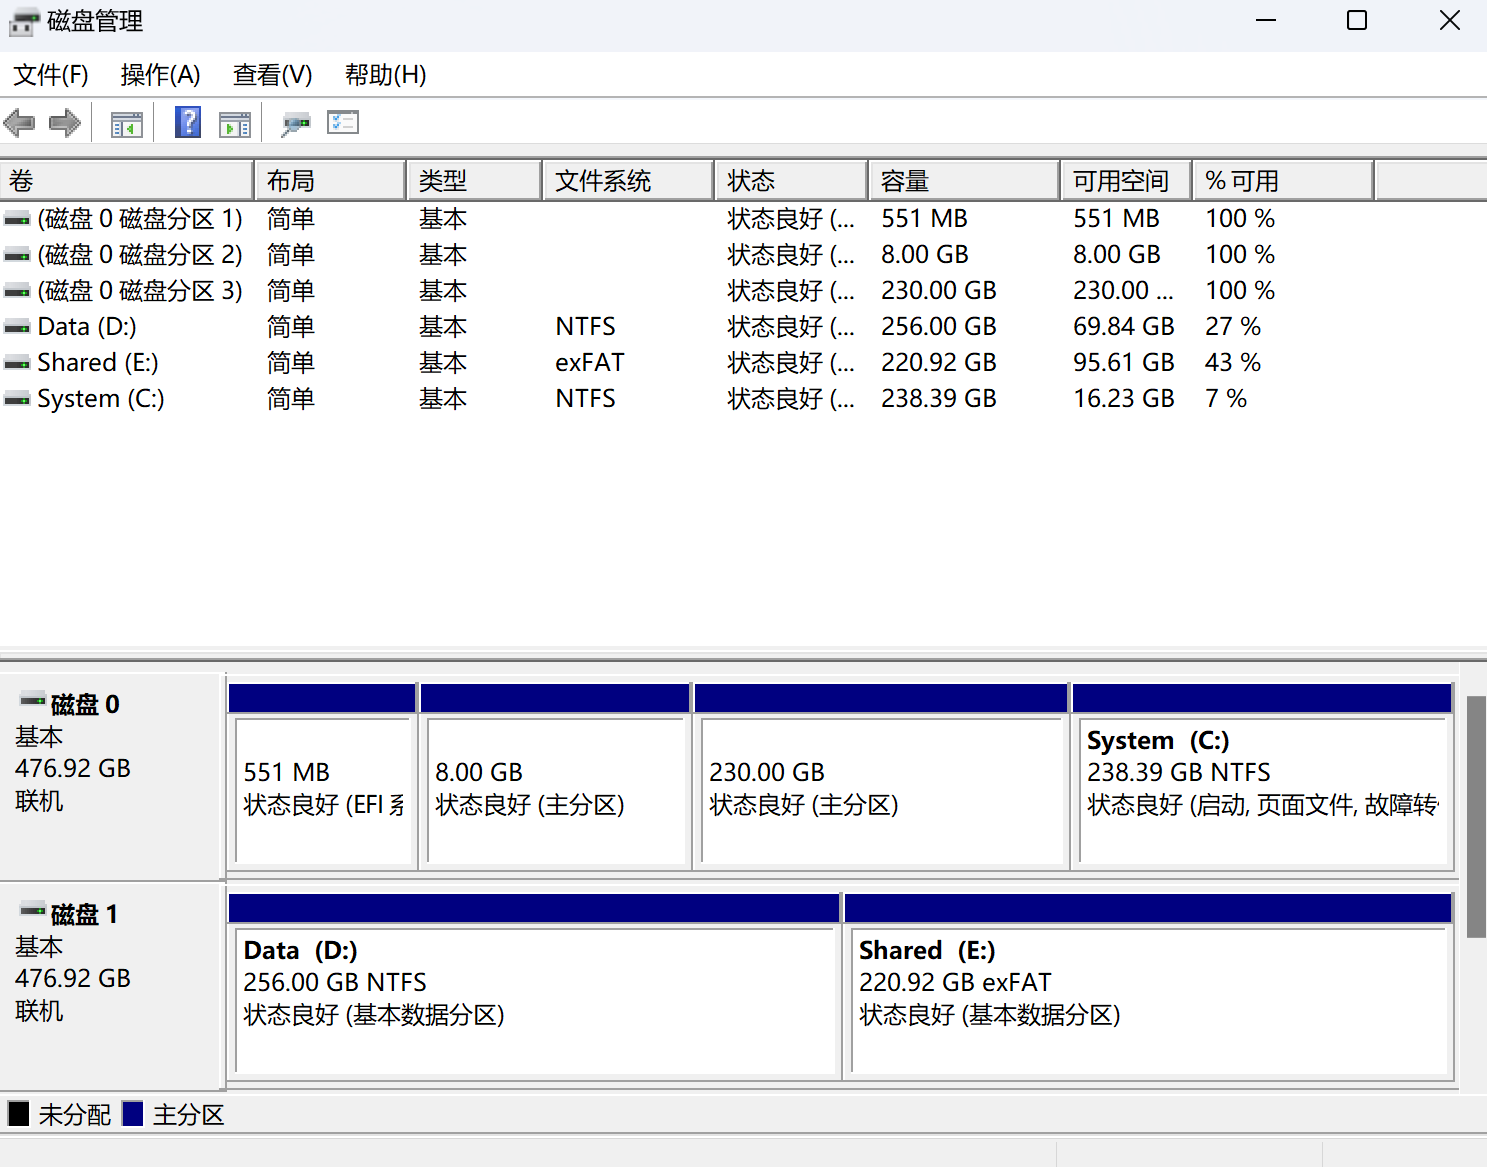 磁盘管理
文件(F) 操作(A) 查看(V) 帮助(H)
卷 布局 类型 文件系统 状态 容量 可用空间 % 可用
(磁盘 0 磁盘分区 1) 简单 基本 状态良好 (... 551 MB 551 MB 100 %
(磁盘 0 磁盘分区 2) 简单 基本 状态良好 (... 8.00 GB 8.00 GB 100 %
(磁盘 0 磁盘分区 3) 简单 基本 状态良好 (... 230.00 GB 230.00 ... 100 %
Data (D:) 简单 基本 NTFS 状态良好 (... 256.00 GB 69.84 GB 27 %
Shared (E:) 简单 基本 exFAT 状态良好 (... 220.92 GB 95.61 GB 43 %
System (C:) 简单 基本 NTFS 状态良好 (... 238.39 GB 16.23 GB 7 %
磁盘 0
基本
476.92 GB
联机
551 MB
状态良好 (EFI 系
8.00 GB
状态良好 (主分区)
230.00 GB
状态良好 (主分区)
System (C:)
238.39 GB NTFS
状态良好 (启动, 页面文件, 故障转
磁盘 1
基本
476.92 GB
联机
Data (D:)
256.00 GB NTFS
状态良好 (基本数据分区)
Shared (E:)
220.92 GB exFAT
状态良好 (基本数据分区)
未分配 主分区